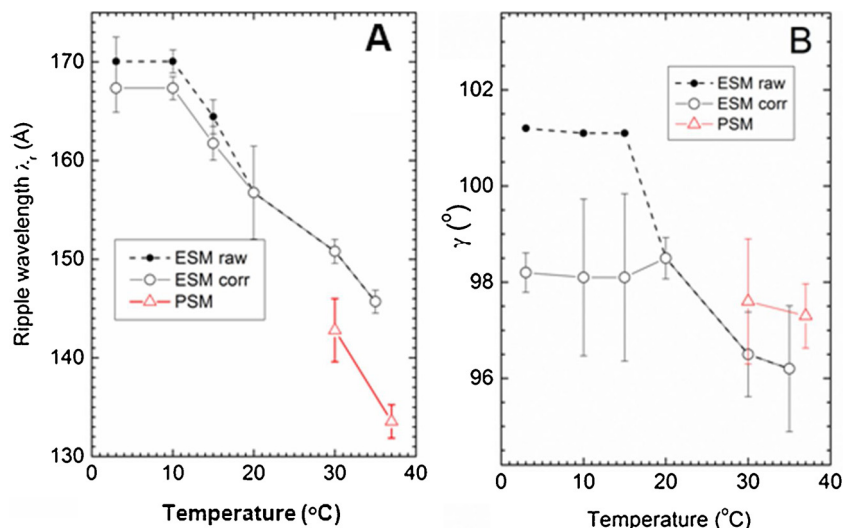 A
Ripple wavelength λr (Å)
170
160
150
140
130
ESM raw
ESM corr
PSM
0 10 20 30 40
Temperature (°C)
B
γ (°)
102
100
98
96
ESM raw
ESM corr
PSM
0 10 20 30 40
Temperature (°C)